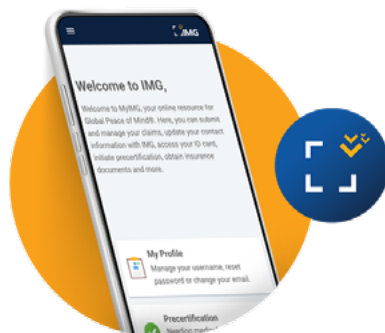 IMG
Welcome to IMG,
Welcome to MyIMG, your online resource for
Global Peace of Mind®. Here, you can submit
and manage your claims, update your contact
information with IMG, access your ID card,
initiate precertification, obtain insurance
documents and more.
My Profile
Manage your username, reset
password or change your email.
Precertification
Needing